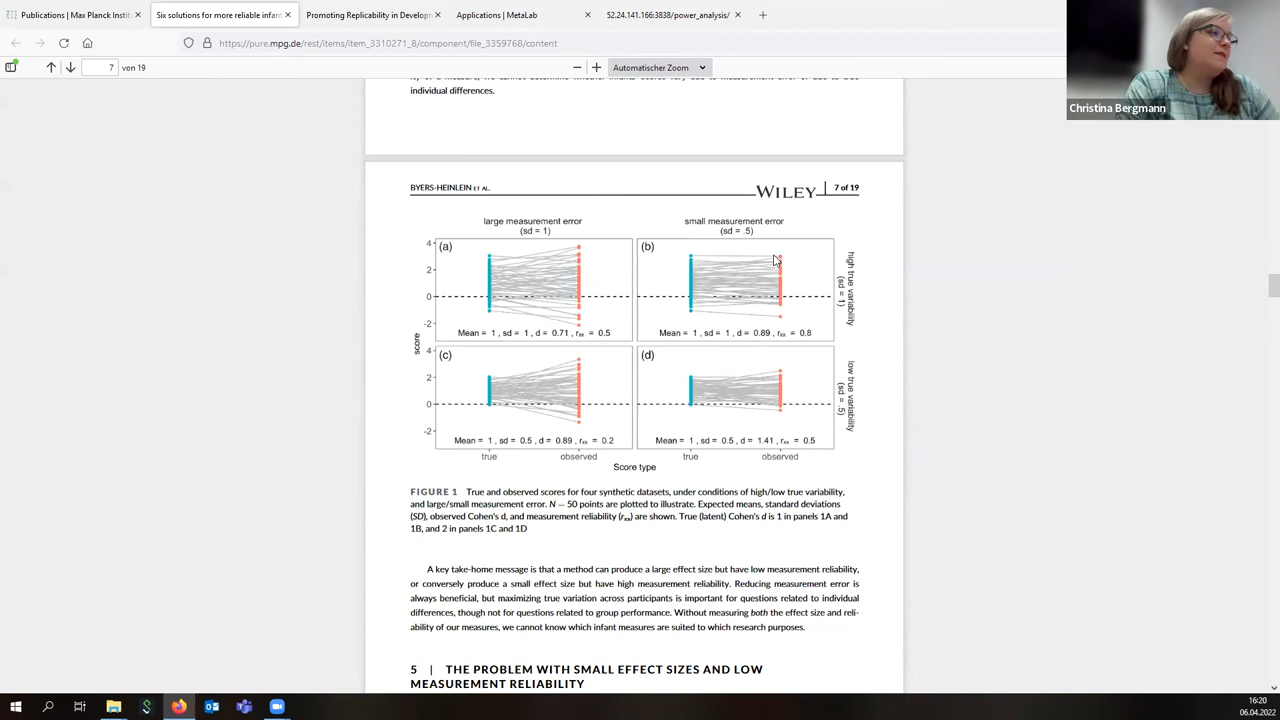 Publications | Max Planck Instit
Six solutions for more reliable infant
Promoting Replicability in Develop
Applications | MetaLab
52.24.141.166:3838/power_analysis/
https://pure.mpg.de/rest/items/item_3310271_8/component/file_3359768/content
7 von 19
Automatischer Zoom
Christina Bergmann
individual differences.
BYERS-HEINLEIN ET AL.
WILEY
7 of 19
large measurement error
(sd = 1)
small measurement error
(sd = .5)
(a)
(b)
4
2
0
-2
Mean = 1 , sd = 1 , d = 0.71 , rxx = 0.5
Mean = 1 , sd = 1 , d = 0.89 , rxx = 0.8
high true variability
(sd = 1)
score
(c)
(d)
4
2
0
-2
Mean = 1 , sd = 0.5 , d = 0.89 , rxx = 0.2
Mean = 1 , sd = 0.5 , d = 1.41 , rxx = 0.5
low true variability
(sd = .5)
true
observed
true
observed
Score type
FIGURE 1 True and observed scores for four synthetic datasets, under conditions of high/low true variability,
and large/small measurement error. N = 50 points are plotted to illustrate. Expected means, standard deviations
(SD), observed Cohen's d, and measurement reliability (rxx) are shown. True (latent) Cohen's d is 1 in panels 1A and
1B, and 2 in panels 1C and 1D
A key take-home message is that a method can produce a large effect size but have low measurement reliability,
or conversely produce a small effect size but have high measurement reliability. Reducing measurement error is
always beneficial, but maximizing true variation across participants is important for questions related to individual
differences, though not for questions related to group performance. Without measuring both the effect size and reli-
ability of our measures, we cannot know which infant measures are suited to which research purposes.
5 | THE PROBLEM WITH SMALL EFFECT SIZES AND LOW
MEASUREMENT RELIABILITY
16:20
06.04.2022